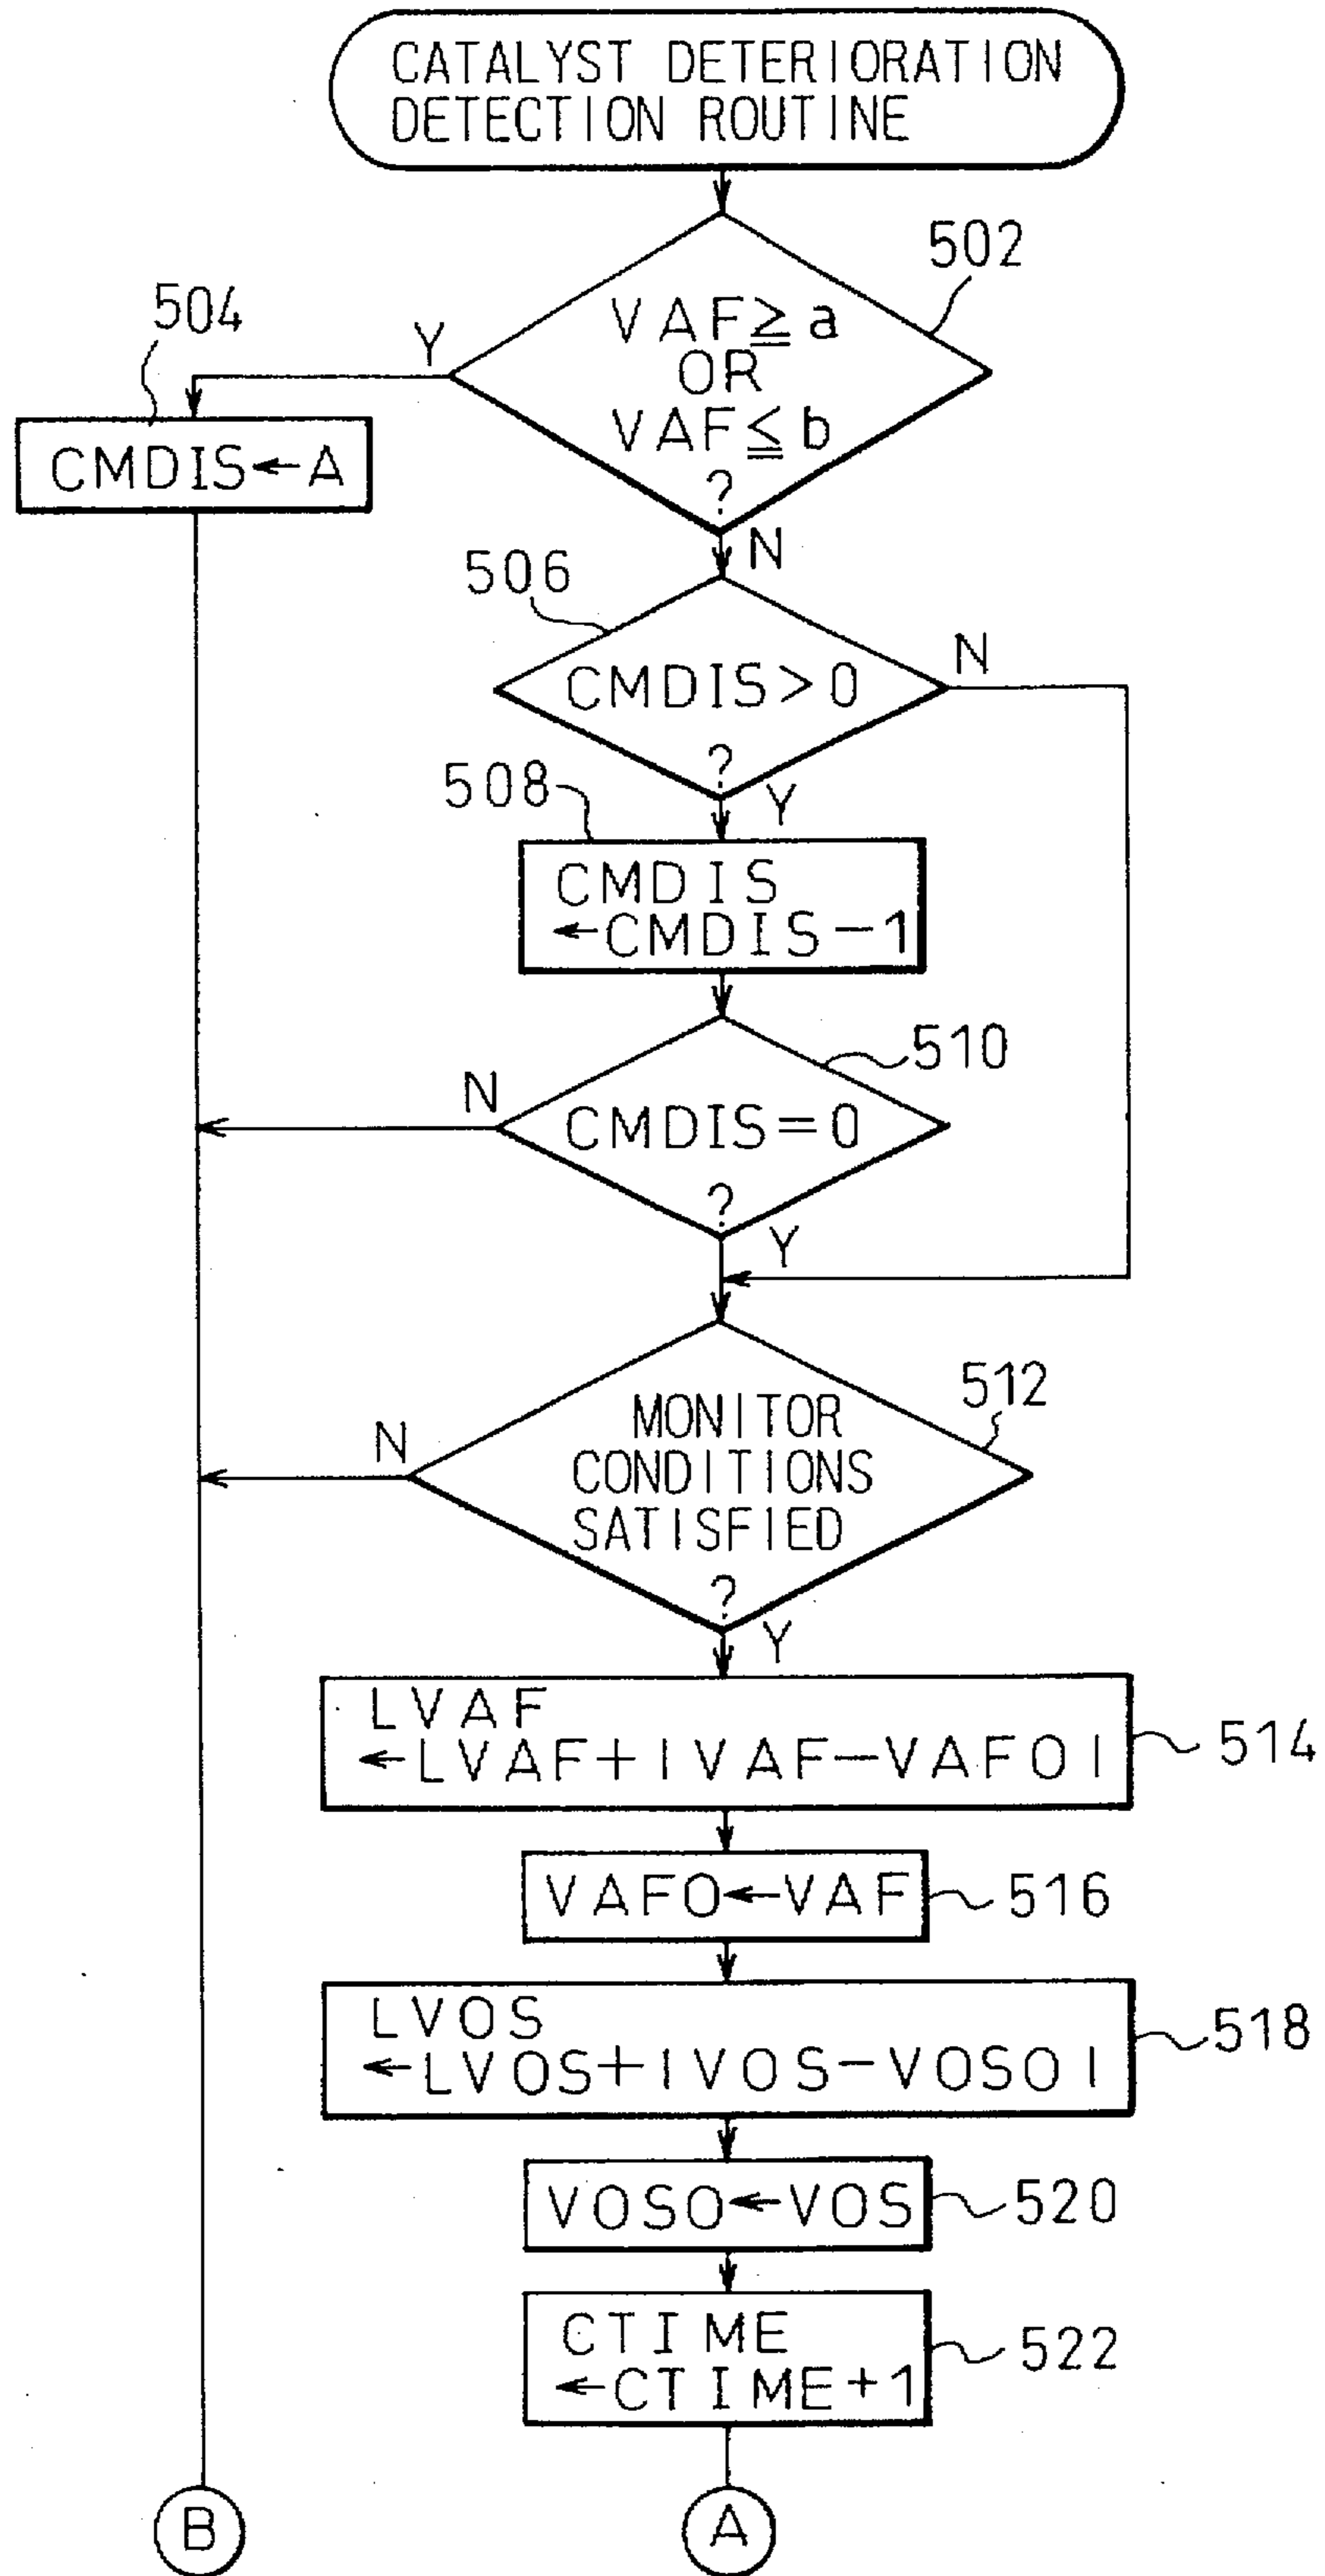 CATALYST DETERIORATION
DETECTION ROUTINE
502
504
Y
VAF≧a
OR
VAF≦b
?
CMDIS←A
N
506
N
CMDIS>0
?
508
Y
CMDIS
←CMDIS-1
510
N
CMDIS=0
?
Y
512
N
MONITOR
CONDITIONS
SATISFIED
?
Y
LVAF
←LVAF+|VAF-VAFO|
514
VAFO←VAF
516
LVOS
←LVOS+|VOS-VOSO|
518
VOSO←VOS
520
CTIME
←CTIME+1
522
B
A